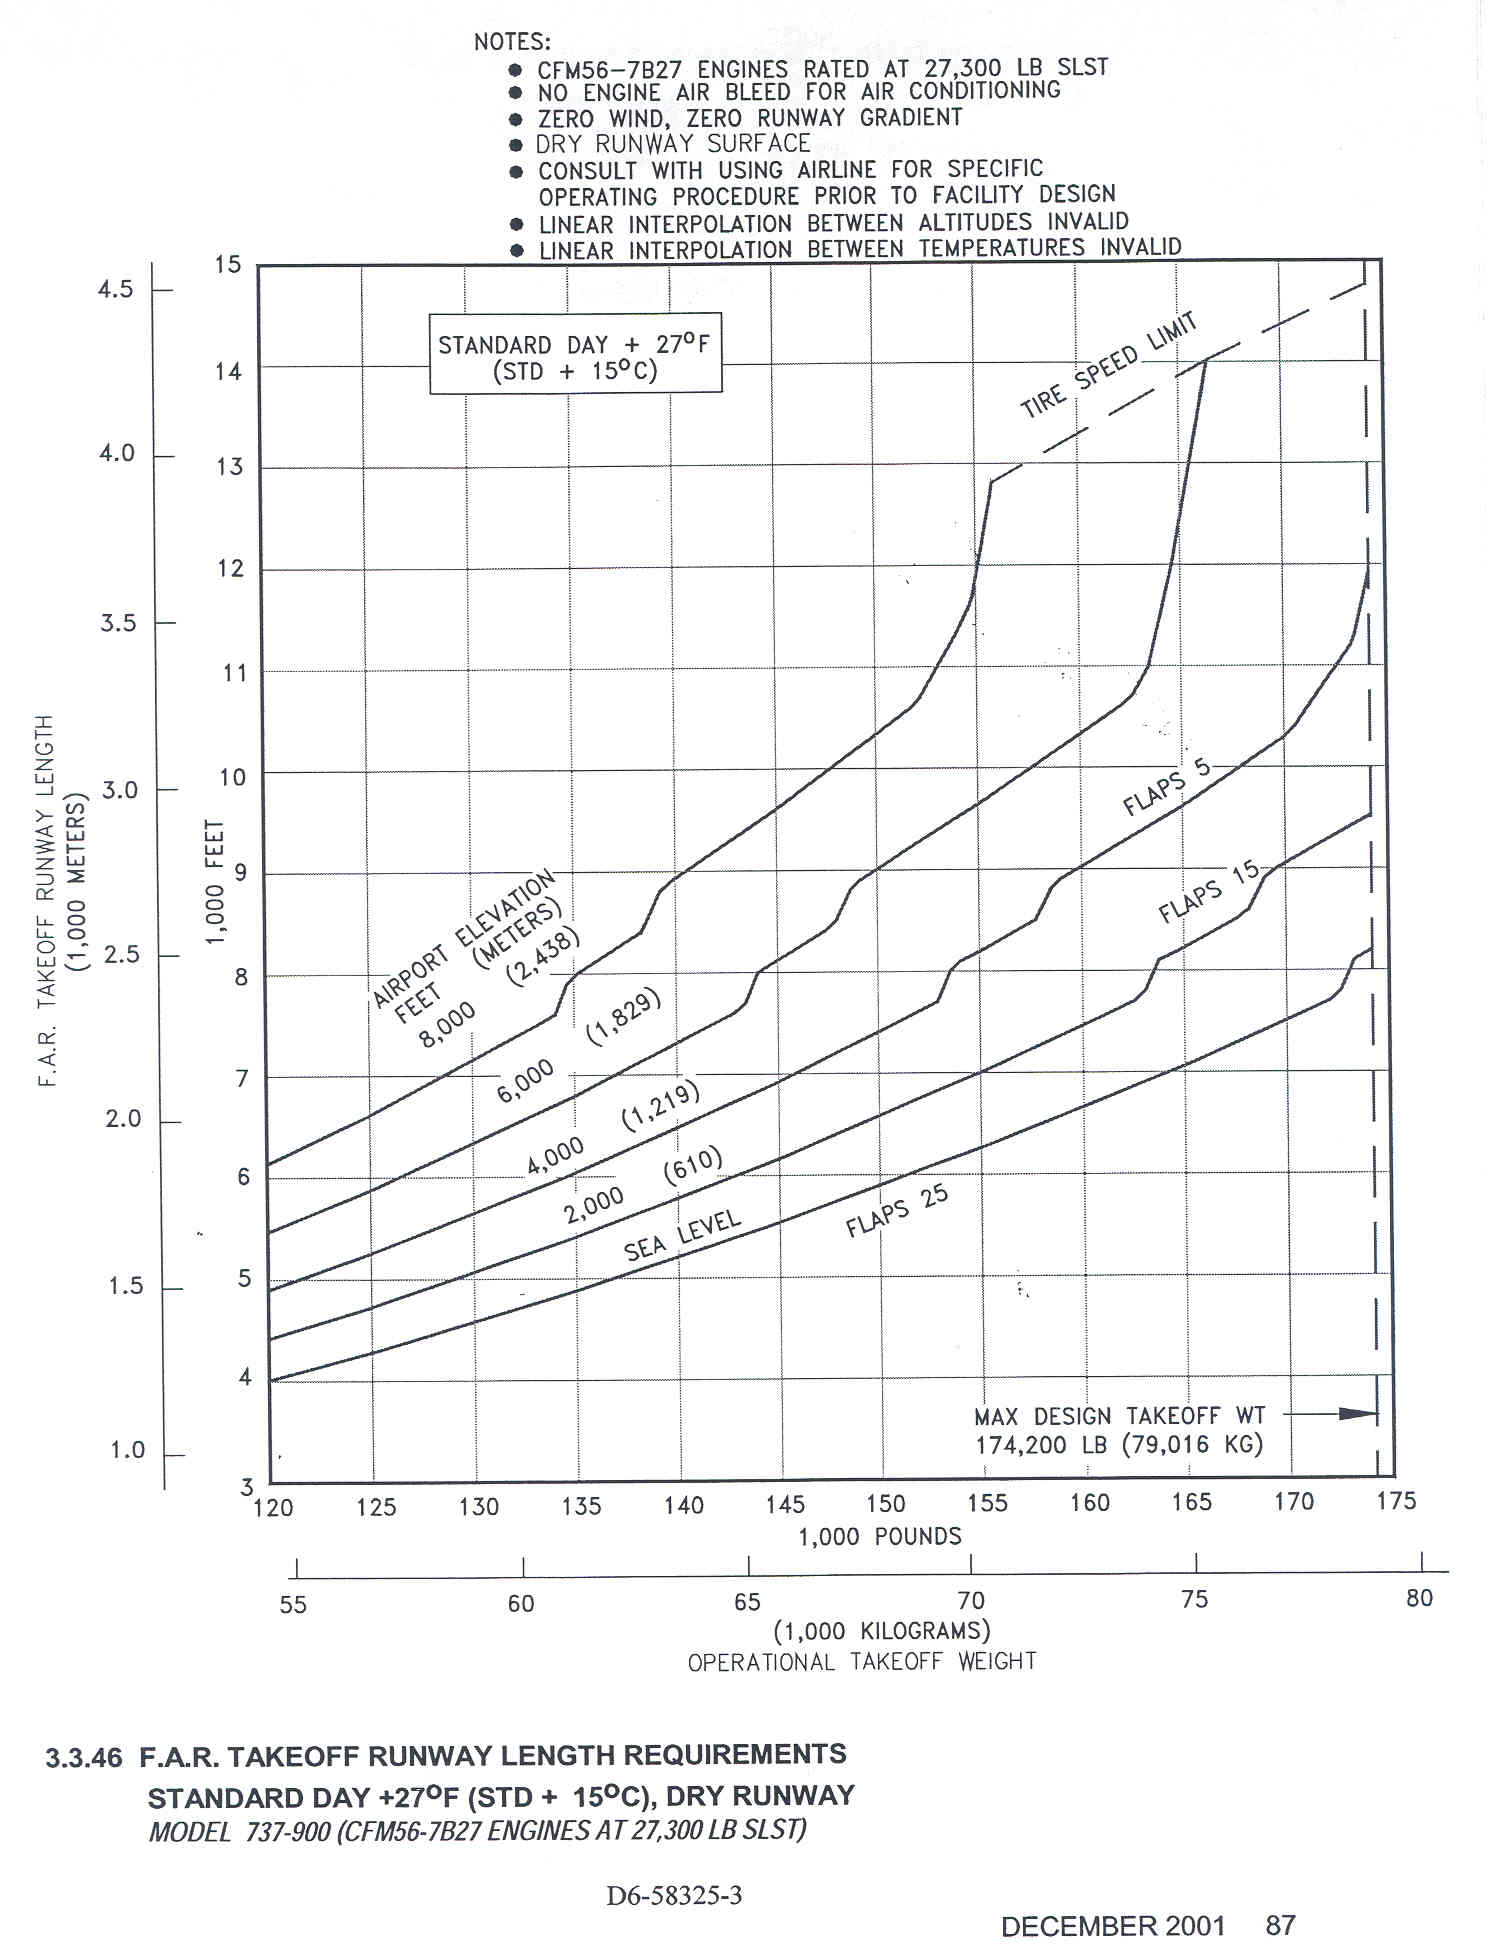 NOTES:
● CFM56-7B27 ENGINES RATED AT 27,300 LB SLST
● NO ENGINE AIR BLEED FOR AIR CONDITIONING
● ZERO WIND, ZERO RUNWAY GRADIENT
● DRY RUNWAY SURFACE
● CONSULT WITH USING AIRLINE FOR SPECIFIC
OPERATING PROCEDURE PRIOR TO FACILITY DESIGN
● LINEAR INTERPOLATION BETWEEN ALTITUDES INVALID
● LINEAR INTERPOLATION BETWEEN TEMPERATURES INVALID
STANDARD DAY + 27°F
(STD + 15°C)
TIRE SPEED LIMIT
F.A.R. TAKEOFF RUNWAY LENGTH
(1,000 METERS)
4.5
4.0
3.5
3.0
2.5
2.0
1.5
1.0
1,000 FEET
15
14
13
12
11
10
9
8
7
6
5
4
3
AIRPORT ELEVATION
FEET (METERS)
8,000 (2,438)
6,000 (1,829)
4,000 (1,219)
2,000 (610)
SEA LEVEL
FLAPS 5
FLAPS 15
FLAPS 25
MAX DESIGN TAKEOFF WT
174,200 LB (79,016 KG)
120 125 130 135 140 145 150 155 160 165 170 175
1,000 POUNDS
55 60 65 70 75 80
(1,000 KILOGRAMS)
OPERATIONAL TAKEOFF WEIGHT
3.3.46 F.A.R. TAKEOFF RUNWAY LENGTH REQUIREMENTS
STANDARD DAY +27°F (STD + 15°C), DRY RUNWAY
MODEL 737-900 (CFM56-7B27 ENGINES AT 27,300 LB SLST)
D6-58325-3
DECEMBER 2001 87